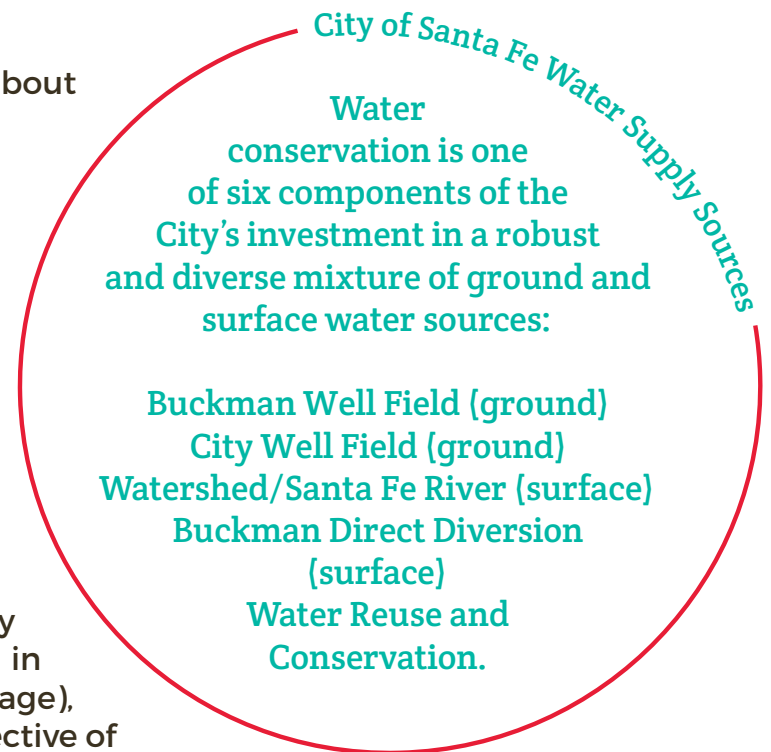 City of Santa Fe Water Supply Sources
bout
Water
conservation is one
of six components of the
City’s investment in a robust
and diverse mixture of ground and
surface water sources:
Buckman Well Field (ground)
City Well Field (ground)
Watershed/Santa Fe River (surface)
Buckman Direct Diversion
(surface)
Water Reuse and
Conservation.
y
in
age),
ective of